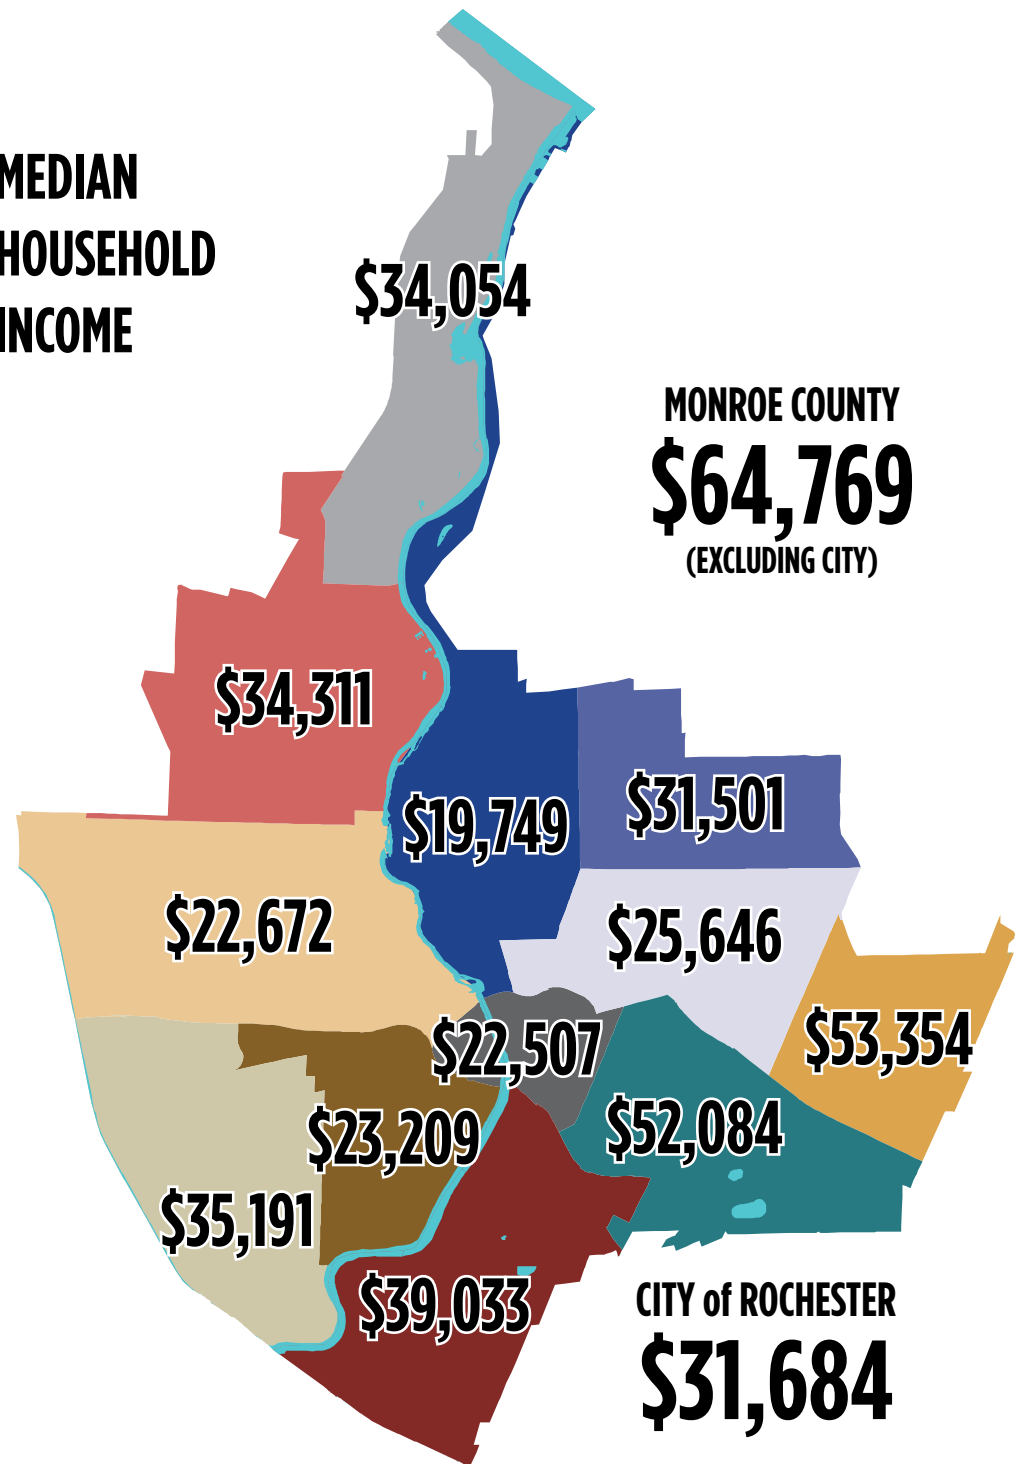 MEDIAN
HOUSEHOLD
INCOME
$34,054
MONROE COUNTY
$64,769
(EXCLUDING CITY)
$34,311
$19,749
$31,501
$22,672
$25,646
$22,507
$53,354
$23,209
$52,084
$35,191
$39,033
CITY of ROCHESTER
$31,684